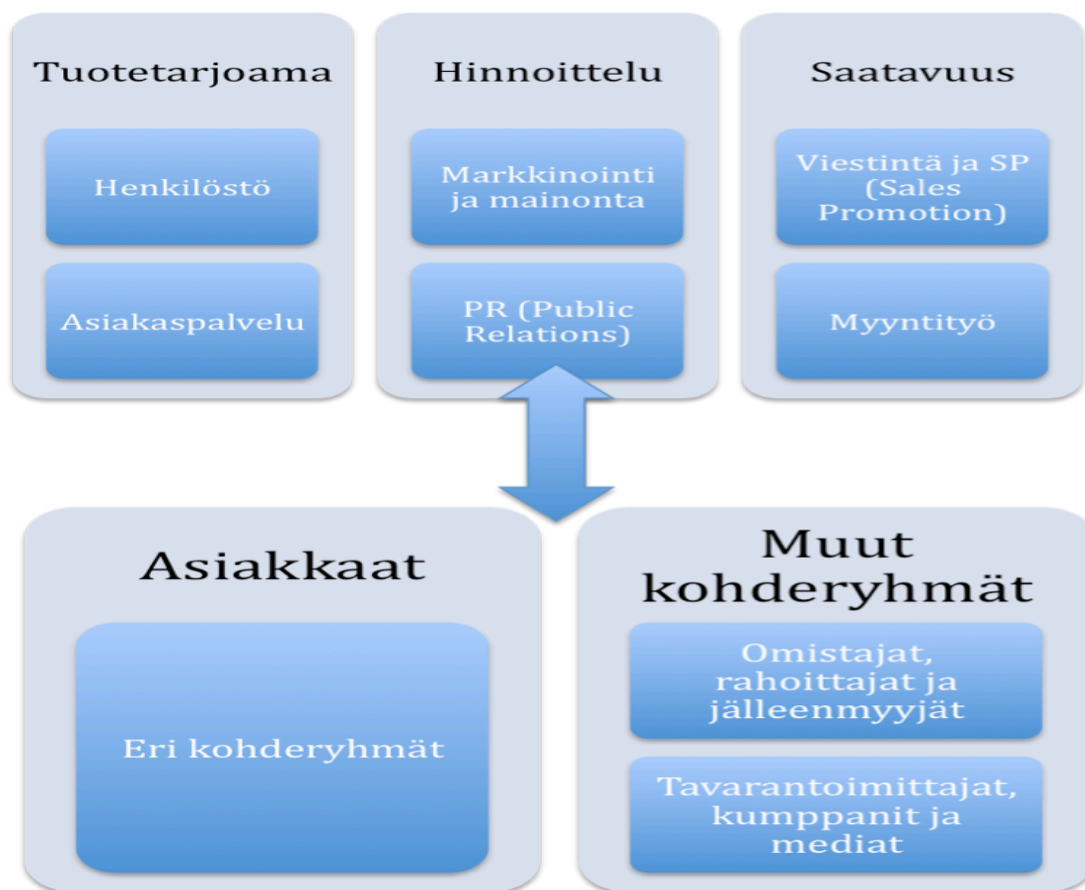 Tuotetarjoama
Henkilöstö
Asiakaspalvelu
Hinnoittelu
Markkinointi
ja mainonta
PR (Public
Relations)
Saatavuus
Viestintä ja SP
(Sales
Promotion)
Myyntityö
Asiakkaat
Eri kohderyhmät
Muut
kohderyhmät
Omistajat,
rahoittajat ja
jälleenmyyjät
Tavarantoimittajat,
kumppanit ja
mediat